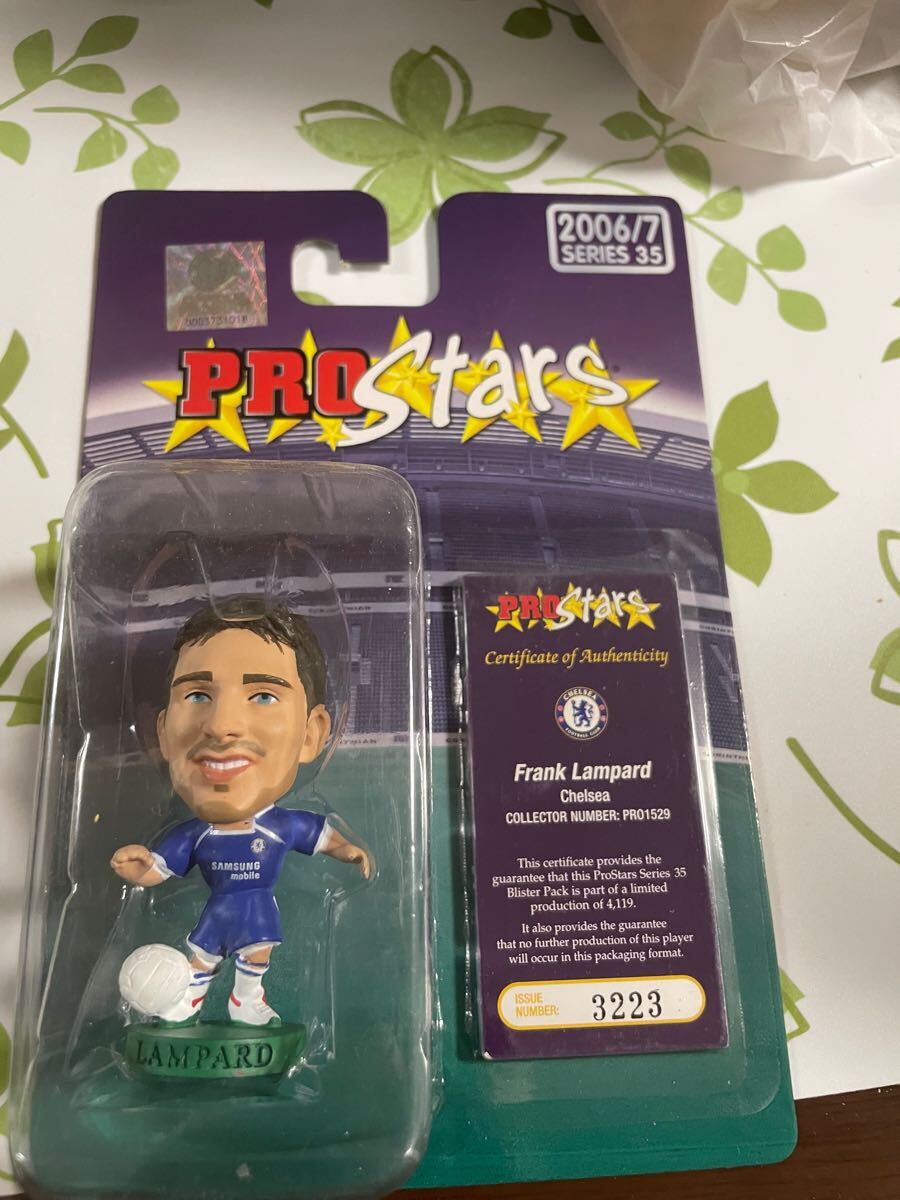 2006/7
SERIES 35
PROStars
PROStars
Certificate of Authenticity
CHELSEA
FOOTBALL CLUB
Frank Lampard
Chelsea
COLLECTOR NUMBER: PRO1529
This certificate provides the
guarantee that this ProStars Series 35
Blister Pack is part of a limited
production of 4,119.
It also provides the guarantee
that no further production of this player
will occur in this packaging format.
ISSUE
NUMBER: 3223
SAMSUNG
mobile
LAMPARD